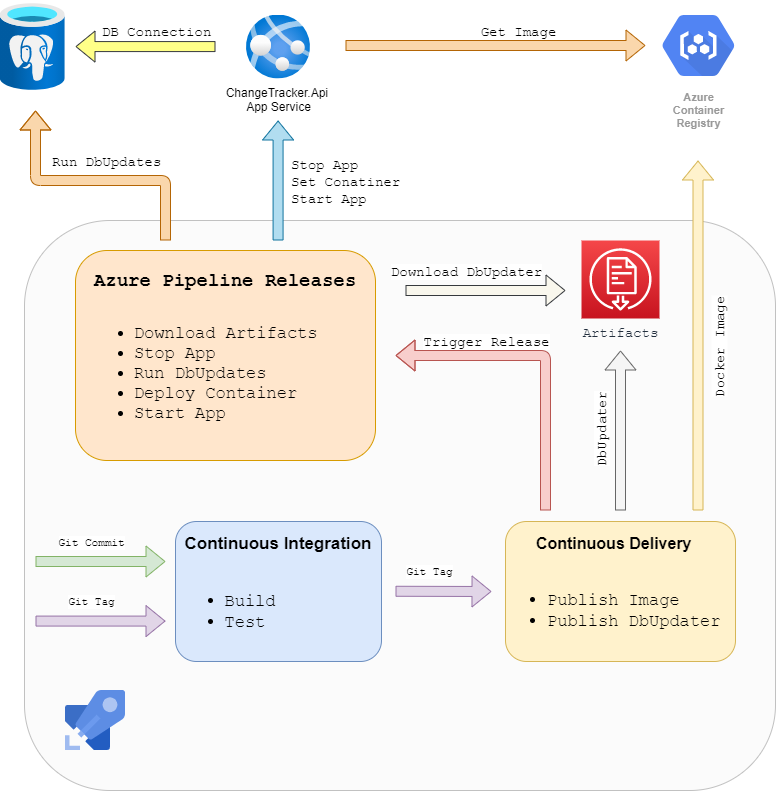 DB Connection
Get Image
ChangeTracker.Api
App Service
Azure
Container
Registry
Run DbUpdates
Stop App
Set Conatiner
Start App
Azure Pipeline Releases
• Download Artifacts
• Stop App
• Run DbUpdates
• Deploy Container
• Start App
Download DbUpdater
Artifacts
Trigger Release
DbUpdater
Docker Image
Git Commit
Git Tag
Continuous Integration
• Build
• Test
Git Tag
Continuous Delivery
• Publish Image
• Publish DbUpdater